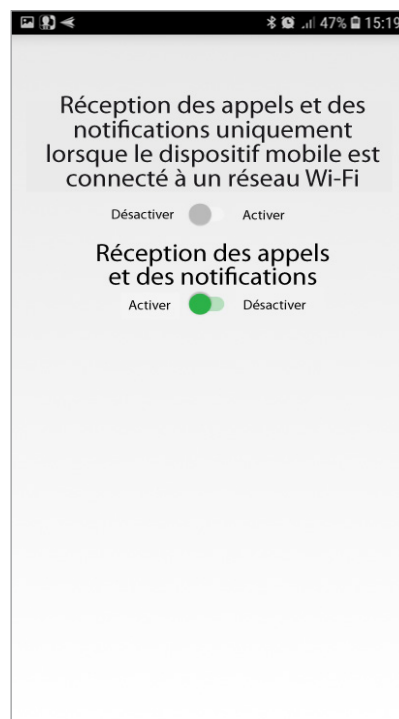 47% 15:19
Réception des appels et des
notifications uniquement
lorsque le dispositif mobile est
connecté à un réseau Wi-Fi
Désactiver Activer
Réception des appels
et des notifications
Activer Désactiver